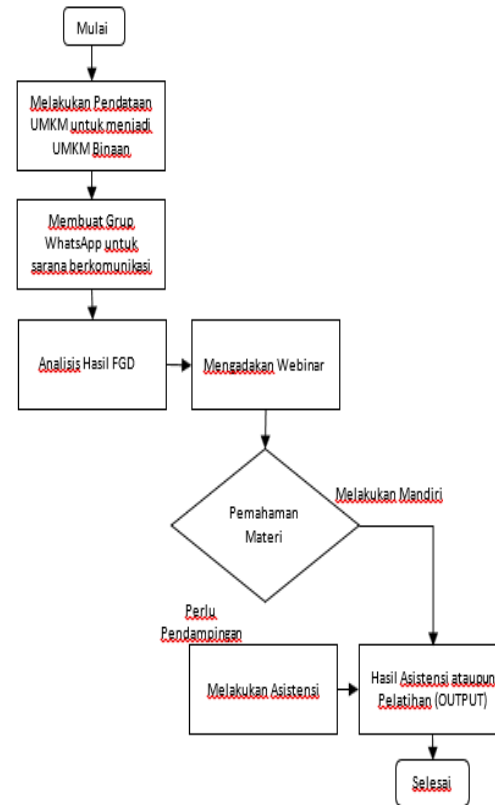 Mulai
Melakukan Pendataan
UMKM untuk menjadi
UMKM Binaan
Membuat Grup
WhatsApp untuk
sarana berkomunikasi
Analisis Hasil FGD
Mengadakan Webinar
Pemahaman
Materi
Melakukan Mandiri
Perlu
Pendampingan
Melakukan Asistensi
Hasil Asistensi ataupun
Pelatihan (OUTPUT)
Selesai